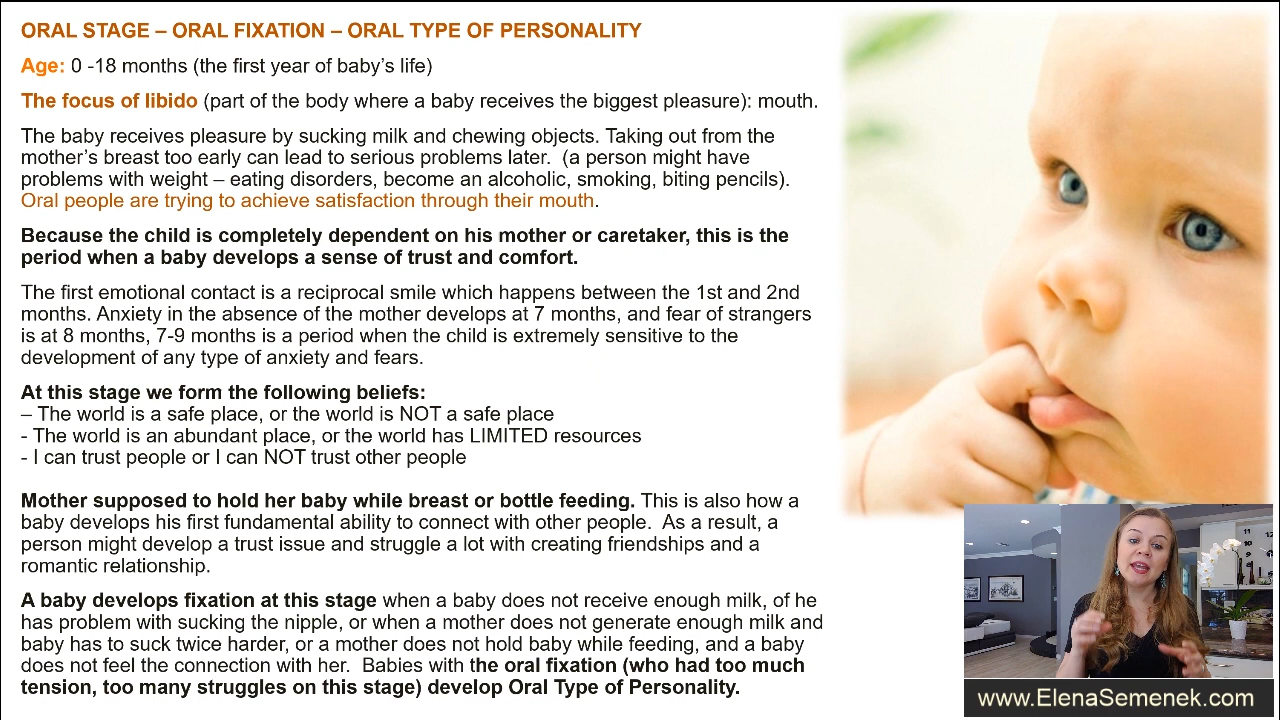 ORAL STAGE – ORAL FIXATION – ORAL TYPE OF PERSONALITY
Age: 0 -18 months (the first year of baby's life)
The focus of libido (part of the body where a baby receives the biggest pleasure): mouth.
The baby receives pleasure by sucking milk and chewing objects. Taking out from the
mother's breast too early can lead to serious problems later.  (a person might have
problems with weight – eating disorders, become an alcoholic, smoking, biting pencils).
Oral people are trying to achieve satisfaction through their mouth.
Because the child is completely dependent on his mother or caretaker, this is the
period when a baby develops a sense of trust and comfort.
The first emotional contact is a reciprocal smile which happens between the 1st and 2nd
months. Anxiety in the absence of the mother develops at 7 months, and fear of strangers
is at 8 months, 7-9 months is a period when the child is extremely sensitive to the
development of any type of anxiety and fears.
At this stage we form the following beliefs:
– The world is a safe place, or the world is NOT a safe place
- The world is an abundant place, or the world has LIMITED resources
- I can trust people or I can NOT trust other people
Mother supposed to hold her baby while breast or bottle feeding. This is also how a
baby develops his first fundamental ability to connect with other people.  As a result, a
person might develop a trust issue and struggle a lot with creating friendships and a
romantic relationship.
A baby develops fixation at this stage when a baby does not receive enough milk, of he
has problem with sucking the nipple, or when a mother does not generate enough milk and
baby has to suck twice harder, or a mother does not hold baby while feeding, and a baby
does not feel the connection with her.  Babies with the oral fixation (who had too much
tension, too many struggles on this stage) develop Oral Type of Personality.
www.ElenaSemenek.com